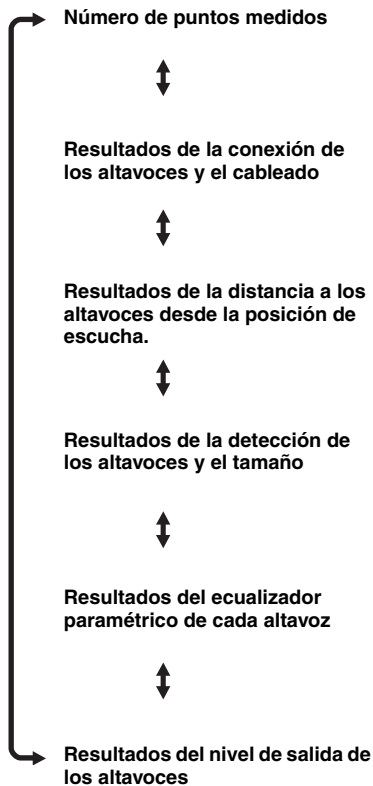 Número de puntos medidos
Resultados de la conexión de
los altavoces y el cableado
Resultados de la distancia a los
altavoces desde la posición de
escucha.
Resultados de la detección de
los altavoces y el tamaño
Resultados del ecualizador
paramétrico de cada altavoz
Resultados del nivel de salida de
los altavoces